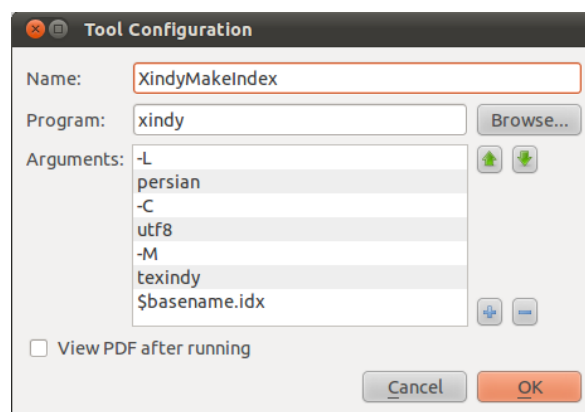 Tool Configuration
Name: XindyMakeIndex
Program: xindy Browse...
Arguments: -L
persian
-C
utf8
-M
texindy
$basename.idx
View PDF after running
Cancel OK